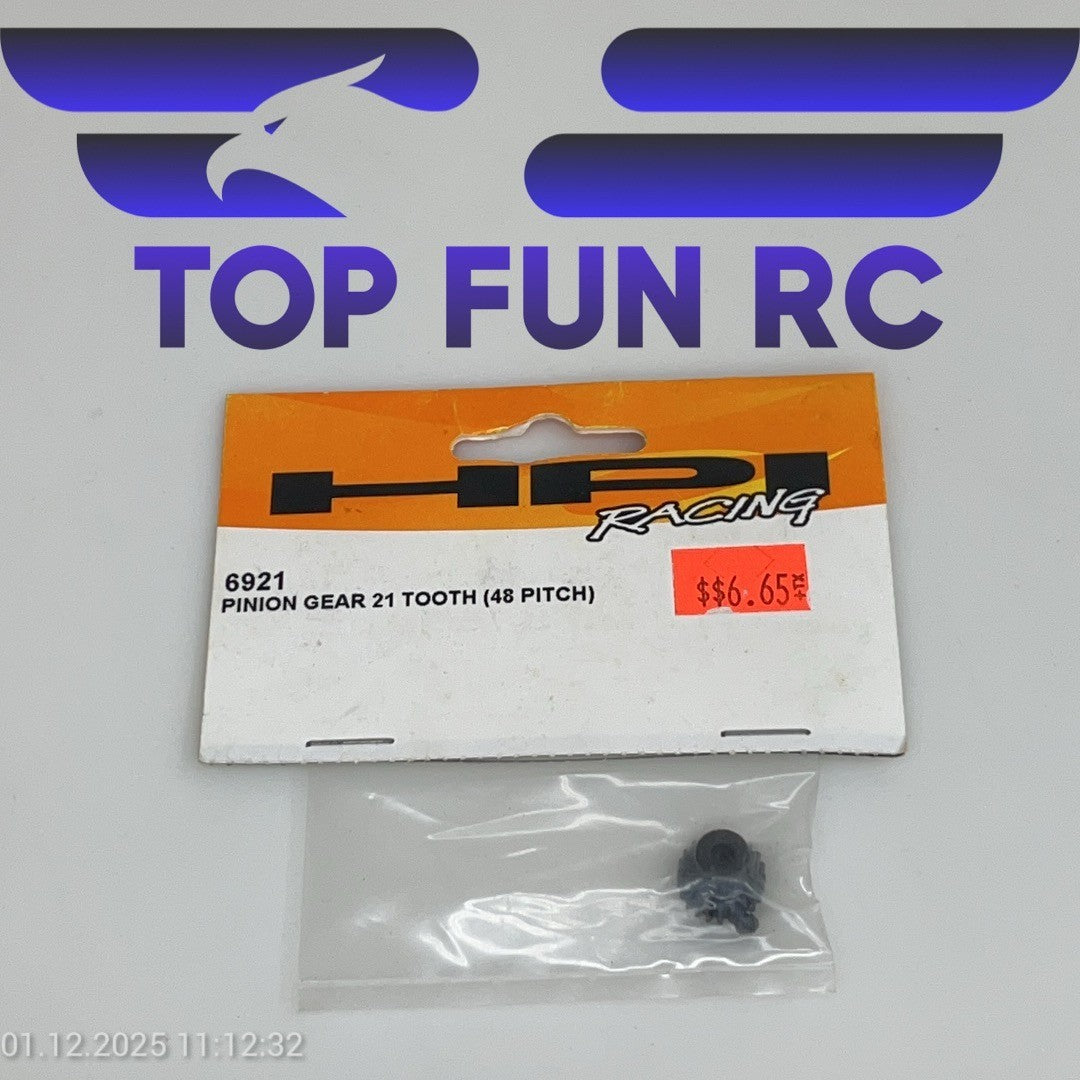 TOP FUN RC
HPI
RACING
6921
PINION GEAR 21 TOOTH (48 PITCH)
$$6.65
+TX
01.12.2025 11:12:32